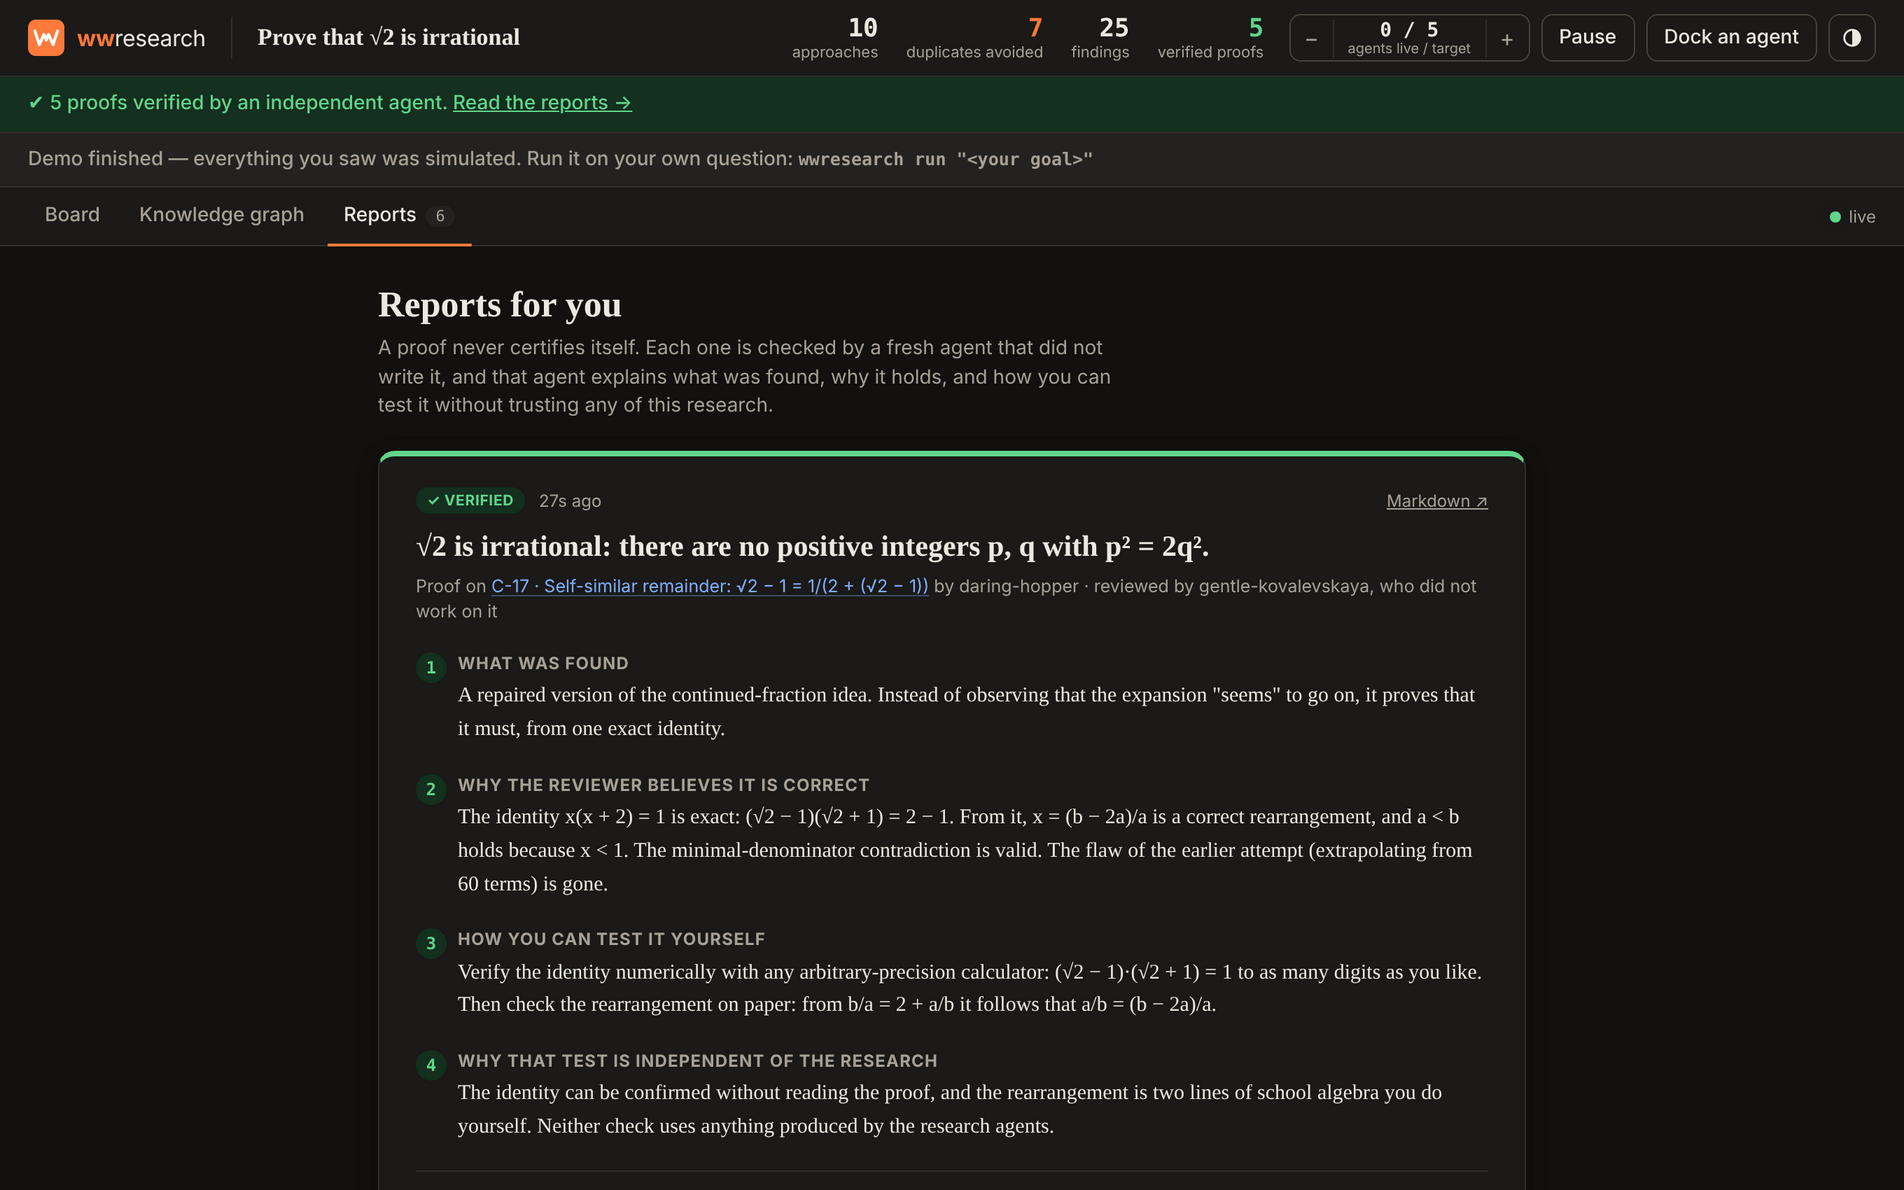 wwresearch
Prove that √2 is irrational
10
approaches
7
duplicates avoided
25
findings
5
verified proofs
−
0 / 5
agents live / target
+
Pause
Dock an agent
✔ 5 proofs verified by an independent agent. Read the reports →
Demo finished — everything you saw was simulated. Run it on your own question: wwresearch run "<your goal>"
Board
Knowledge graph
Reports 6
live
Reports for you
A proof never certifies itself. Each one is checked by a fresh agent that did not
write it, and that agent explains what was found, why it holds, and how you can
test it without trusting any of this research.
✓ VERIFIED
27s ago
Markdown ↗
√2 is irrational: there are no positive integers p, q with p² = 2q².
Proof on C-17 · Self-similar remainder: √2 − 1 = 1/(2 + (√2 − 1)) by daring-hopper · reviewed by gentle-kovalevskaya, who did not
work on it
1 WHAT WAS FOUND
A repaired version of the continued-fraction idea. Instead of observing that the expansion "seems" to go on, it proves that
it must, from one exact identity.
2 WHY THE REVIEWER BELIEVES IT IS CORRECT
The identity x(x + 2) = 1 is exact: (√2 − 1)(√2 + 1) = 2 − 1. From it, x = (b − 2a)/a is a correct rearrangement, and a < b
holds because x < 1. The minimal-denominator contradiction is valid. The flaw of the earlier attempt (extrapolating from
60 terms) is gone.
3 HOW YOU CAN TEST IT YOURSELF
Verify the identity numerically with any arbitrary-precision calculator: (√2 − 1)·(√2 + 1) = 1 to as many digits as you like.
Then check the rearrangement on paper: from b/a = 2 + a/b it follows that a/b = (b − 2a)/a.
4 WHY THAT TEST IS INDEPENDENT OF THE RESEARCH
The identity can be confirmed without reading the proof, and the rearrangement is two lines of school algebra you do
yourself. Neither check uses anything produced by the research agents.